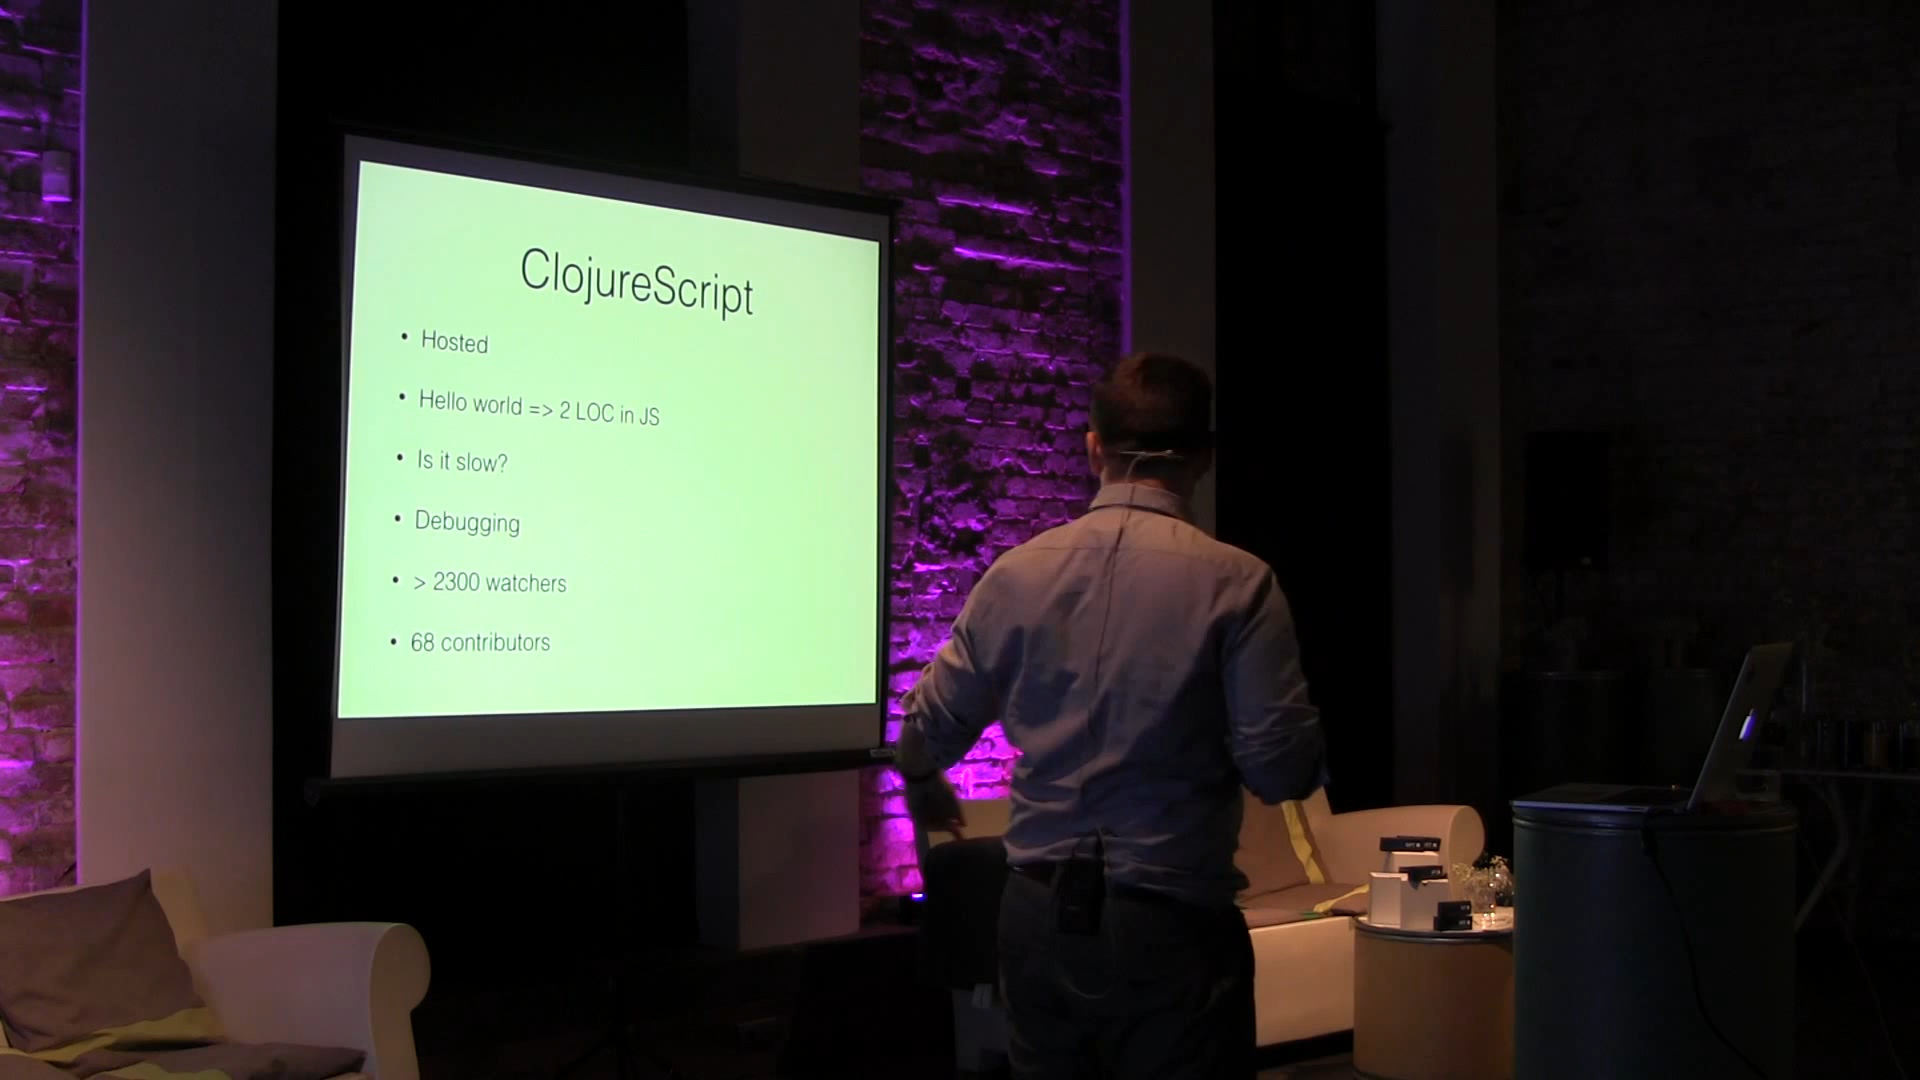 ClojureScript
• Hosted
• Hello world => 2 LOC in JS
• Is it slow?
• Debugging
• > 2300 watchers
• 68 contributors